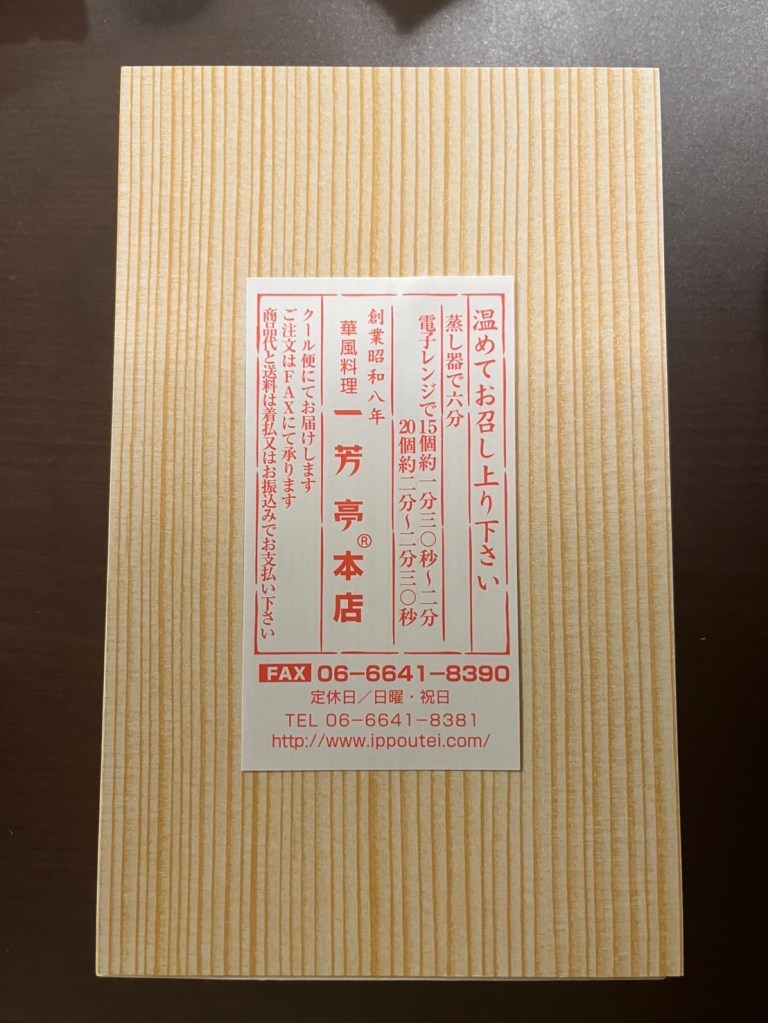 温めてお召し上り下さい
蒸し器で六分
電子レンジで15個約一分三〇秒〜二分
20個約二分〜二分三〇秒
創業昭和八年
華風料理 一芳亭®本店
クール便にてお届けします
ご注文はFAXにて承ります
商品代と送料は着払又はお振込みでお支払い下さい
FAX 06-6641-8390
定休日/日曜・祝日
TEL 06-6641-8381
http://www.ippoutei.com/